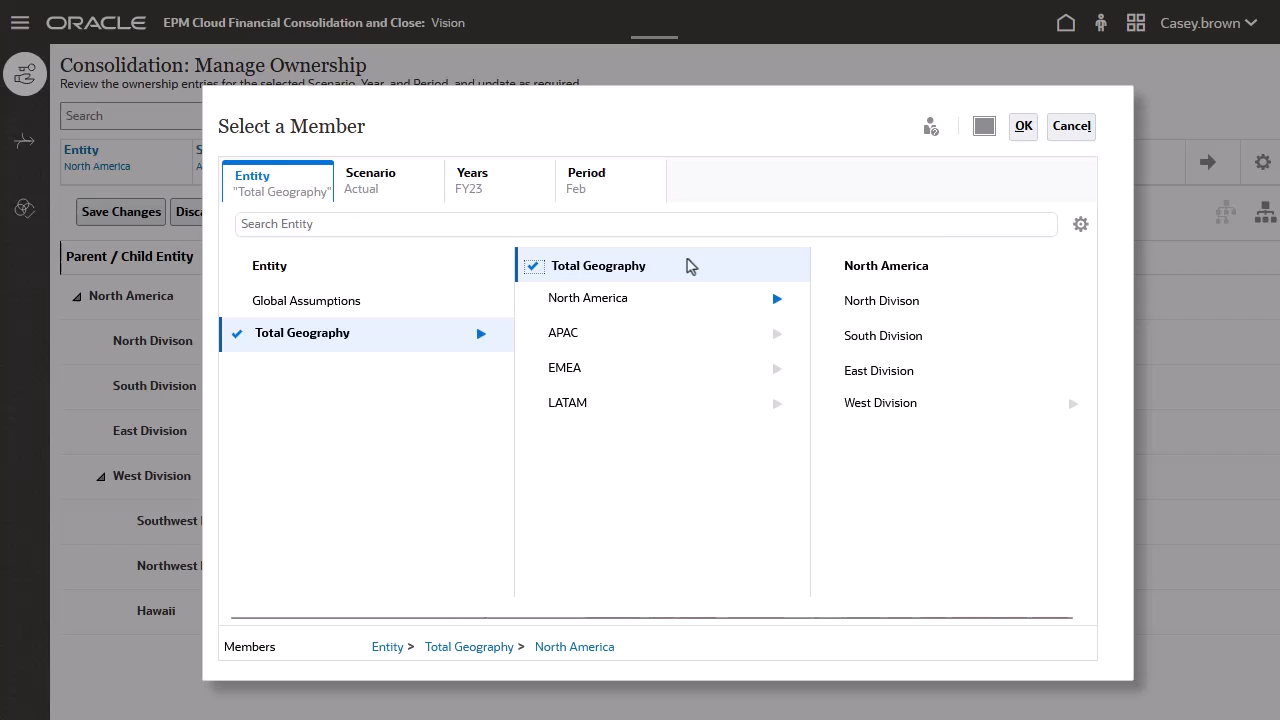 ORACLE EPM Cloud Financial Consolidation and Close: Vision
Casey.brown
Consolidation: Manage Ownership
Review the ownership entries for the selected Scenario, Year, and Period, and update as required
Search
Entity
North America
Save Changes
Parent / Child Entity
North America
North Divison
South Division
East Division
West Division
Southwest
Northwest
Hawaii
Select a Member
OK
Cancel
Entity
"Total Geography"
Scenario
Actual
Years
FY23
Period
Feb
Search Entity
Entity
Global Assumptions
Total Geography
Total Geography
North America
APAC
EMEA
LATAM
North America
North Divison
South Division
East Division
West Division
Members
Entity > Total Geography > North America